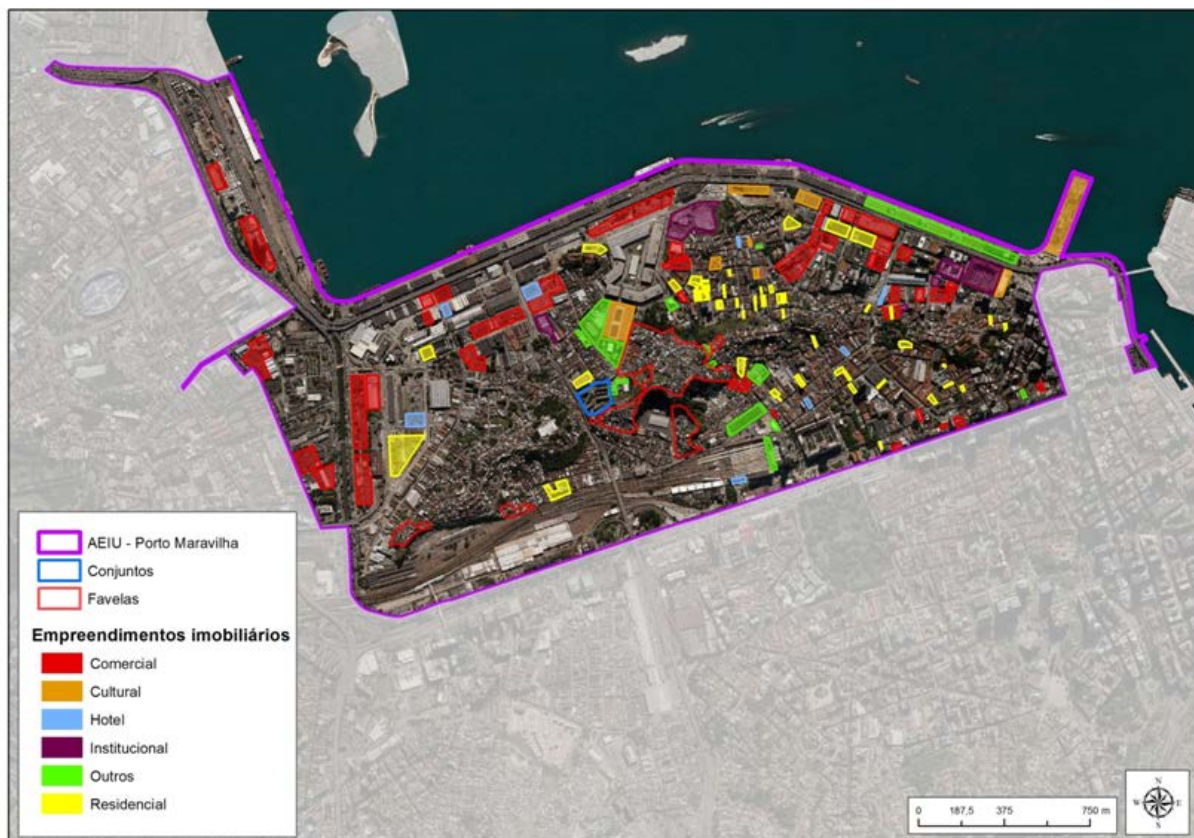 AEIU - Porto Maravilha
Conjuntos
Favelas
Empreendimentos imobiliários
Comercial
Cultural
Hotel
Institucional
Outros
Residencial
0 187,5 375 750 m
N
W E
S